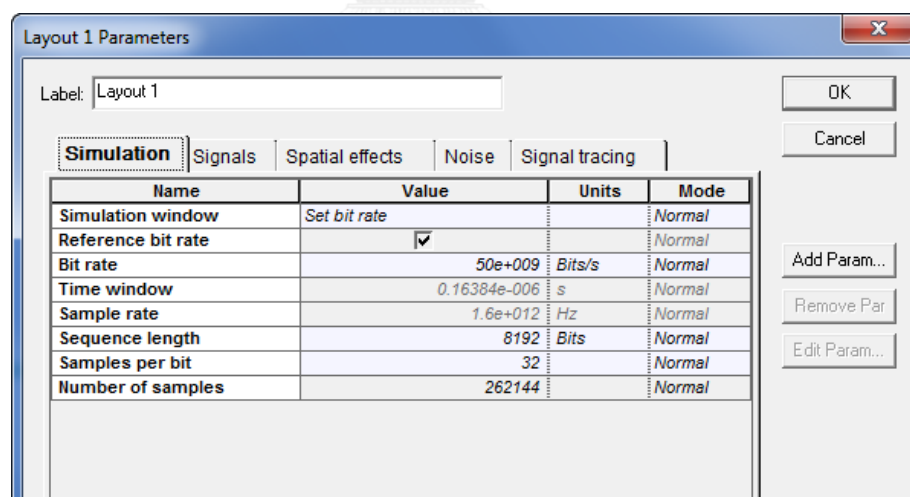 Layout 1 Parameters
Label: Layout 1
OK
Cancel
Simulation Signals Spatial effects Noise Signal tracing
Name Value Units Mode
Simulation window Set bit rate Normal
Reference bit rate Normal
Bit rate 50e+009 Bits/s Normal
Time window 0.16384e-006 s Normal
Sample rate 1.6e+012 Hz Normal
Sequence length 8192 Bits Normal
Samples per bit 32 Normal
Number of samples 262144 Normal
Add Param...
Remove Par
Edit Param...